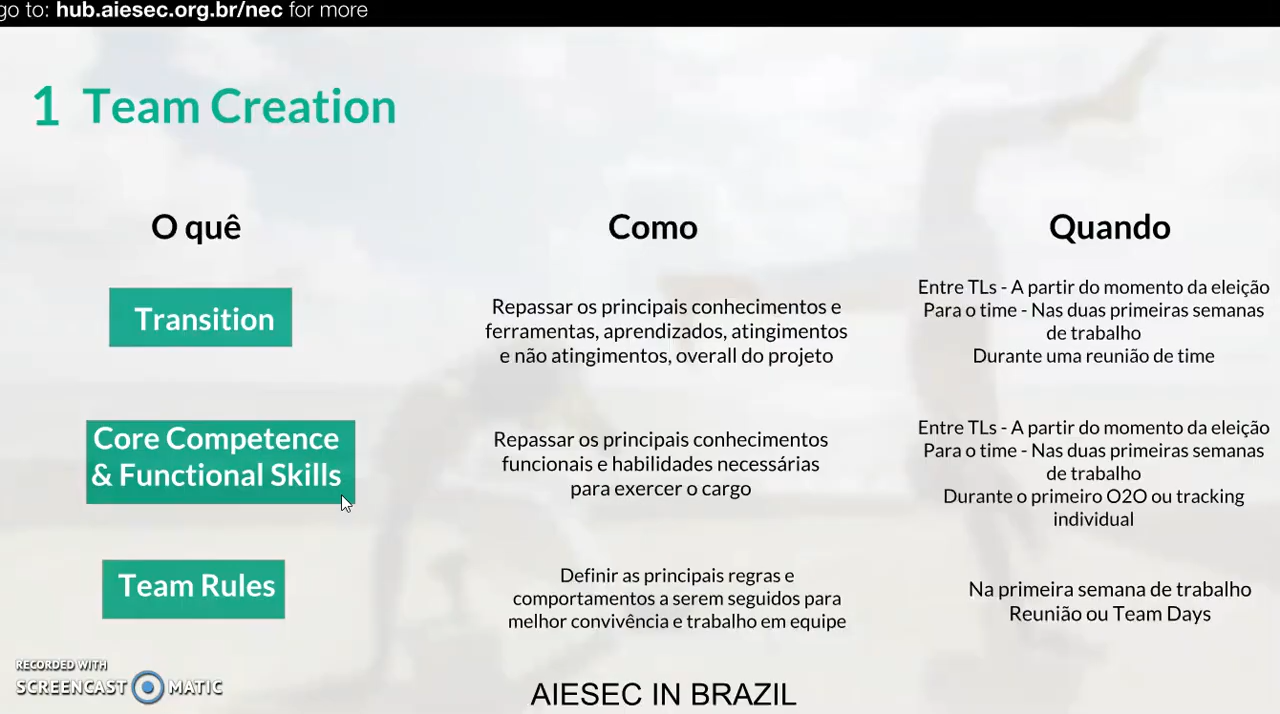 go to: hub.aiesec.org.br/nec for more
1 Team Creation
O quê
Como
Quando
Transition
Repassar os principais conhecimentos e
ferramentas, aprendizados, atingimentos
e não atingimentos, overall do projeto
Entre TLs - A partir do momento da eleição
Para o time - Nas duas primeiras semanas
de trabalho
Durante uma reunião de time
Core Competence
& Functional Skills
Repassar os principais conhecimentos
funcionais e habilidades necessárias
para exercer o cargo
Entre TLs - A partir do momento da eleição
Para o time - Nas duas primeiras semanas
de trabalho
Durante o primeiro O2O ou tracking
individual
Team Rules
Definir as principais regras e
comportamentos a serem seguidos para
melhor convivência e trabalho em equipe
Na primeira semana de trabalho
Reunião ou Team Days
RECORDED WITH
SCREENCAST MATIC
AIESEC IN BRAZIL